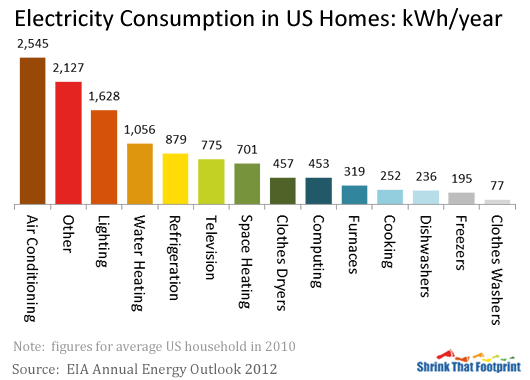 Electricity Consumption in US Homes: kWh/year
2,545
2,127
1,628
1,056
879
775
701
457
453
319
252
236
195
77
Air Conditioning
Other
Lighting
Water Heating
Refrigeration
Television
Space Heating
Clothes Dryers
Computing
Furnaces
Cooking
Dishwashers
Freezers
Clothes Washers
Note: figures for average US household in 2010
Source: EIA Annual Energy Outlook 2012
Shrink That Footprint